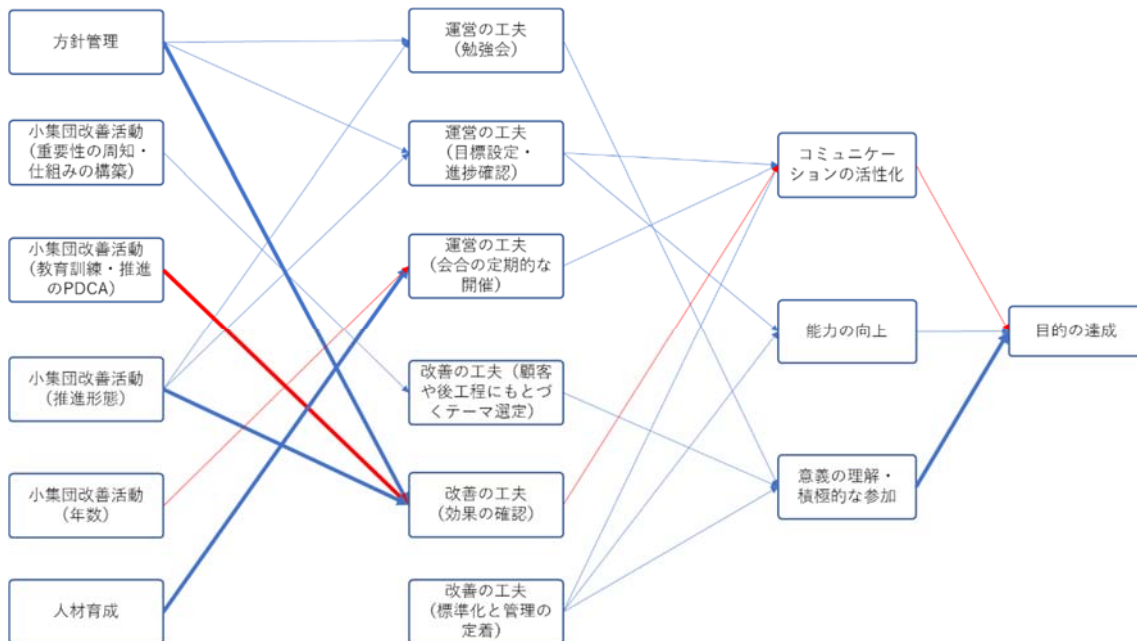 方針管理
小集団改善活動
（重要性の周知・
仕組みの構築）
小集団改善活動
（教育訓練・推進
のPDCA）
小集団改善活動
（推進形態）
小集団改善活動
（年数）
人材育成
運営の工夫
（勉強会）
運営の工夫
（目標設定・
進捗確認）
運営の工夫
（会合の定期的な
開催）
改善の工夫（顧客
や後工程にもとづ
くテーマ選定）
改善の工夫
（効果の確認）
改善の工夫
（標準化と管理の
定着）
コミュニケー
ションの活性化
能力の向上
意義の理解・
積極的な参加
目的の達成